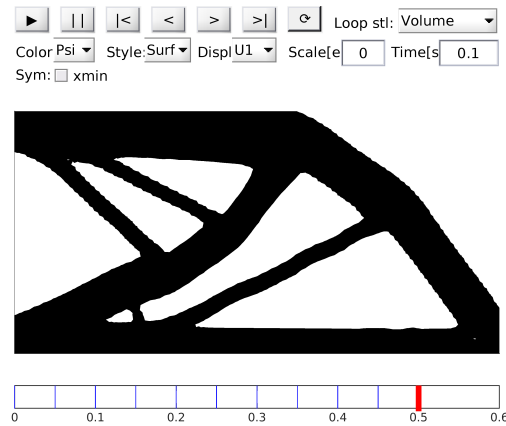 ▶ || |< < > >| ⟳ Loop stl: Volume
Color Psi Style: Surf Displ U1 Scale[e 0 Time[s 0.1
Sym: xmin
0 0.1 0.2 0.3 0.4 0.5 0.6